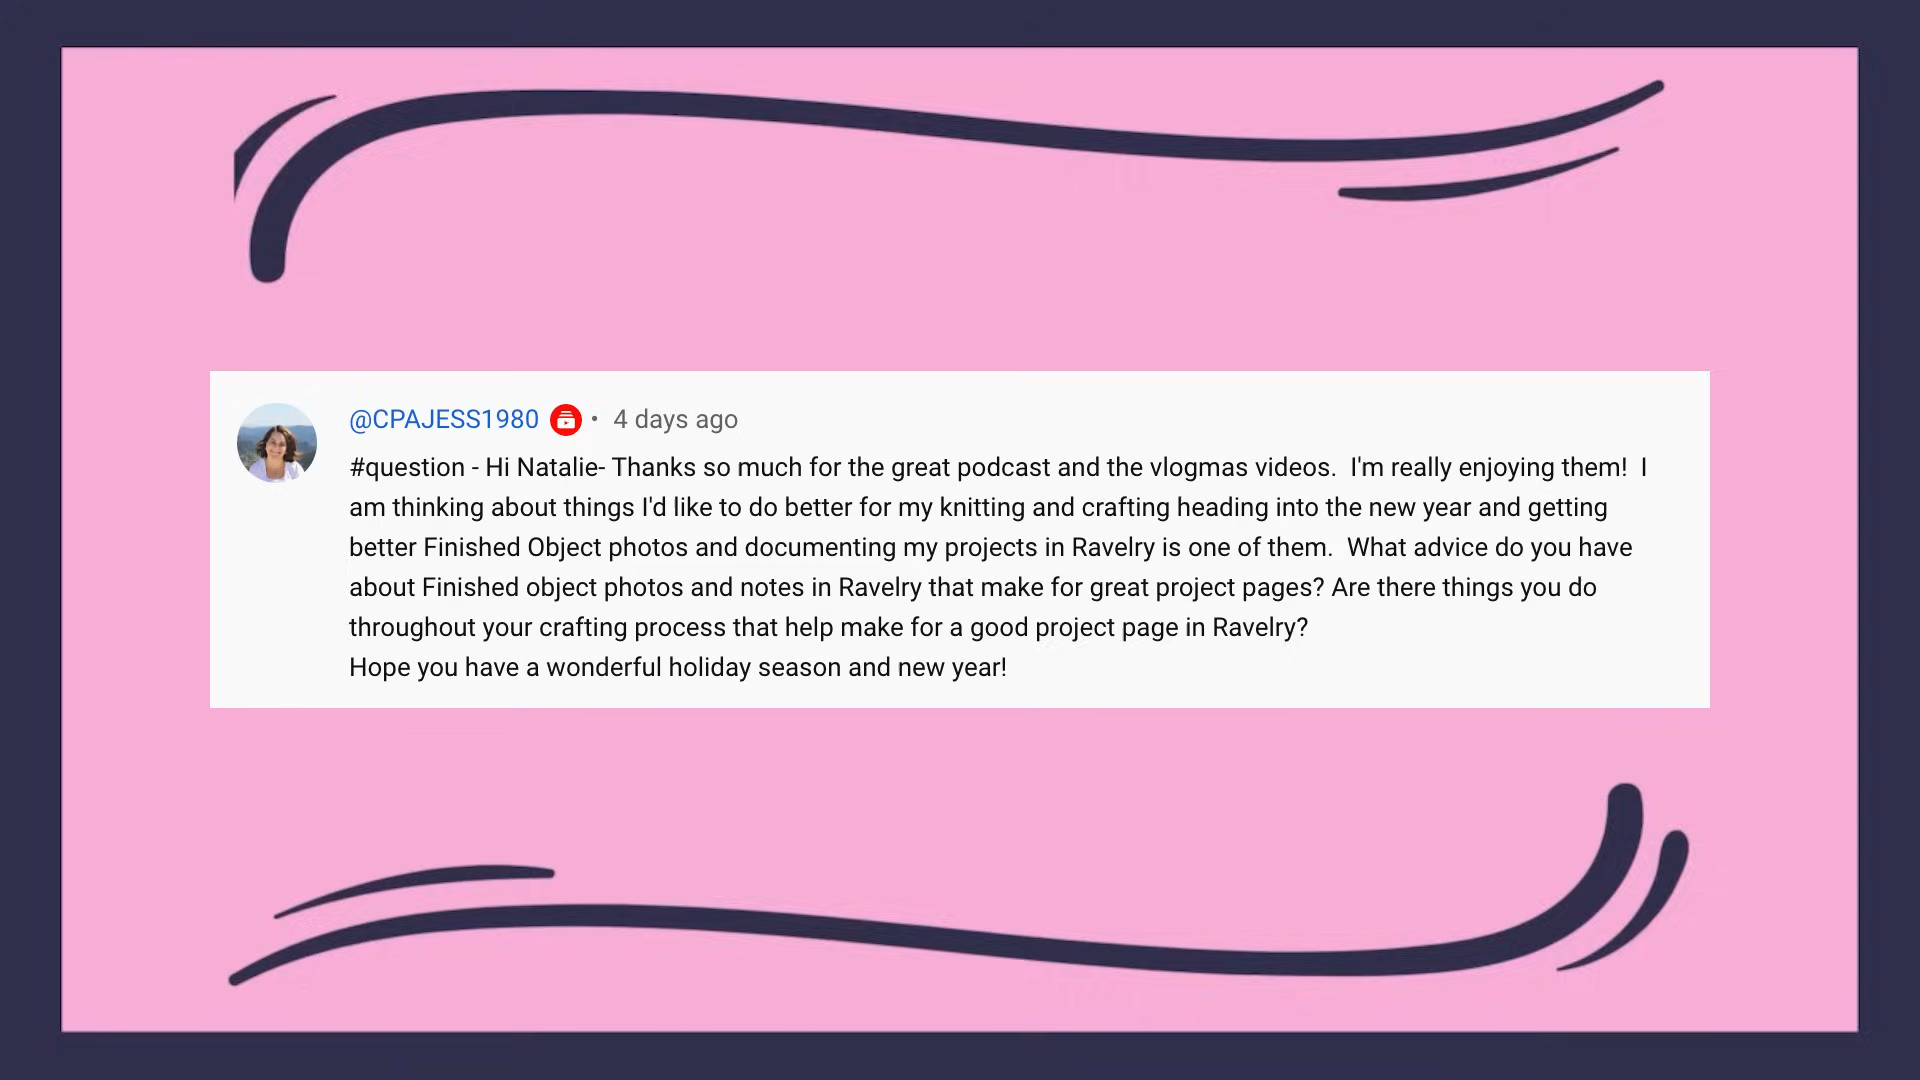 @CPAJESS1980 • 4 days ago
#question - Hi Natalie- Thanks so much for the great podcast and the vlogmas videos.  I'm really enjoying them!  I
am thinking about things I'd like to do better for my knitting and crafting heading into the new year and getting
better Finished Object photos and documenting my projects in Ravelry is one of them.  What advice do you have
about Finished object photos and notes in Ravelry that make for great project pages? Are there things you do
throughout your crafting process that help make for a good project page in Ravelry?
Hope you have a wonderful holiday season and new year!